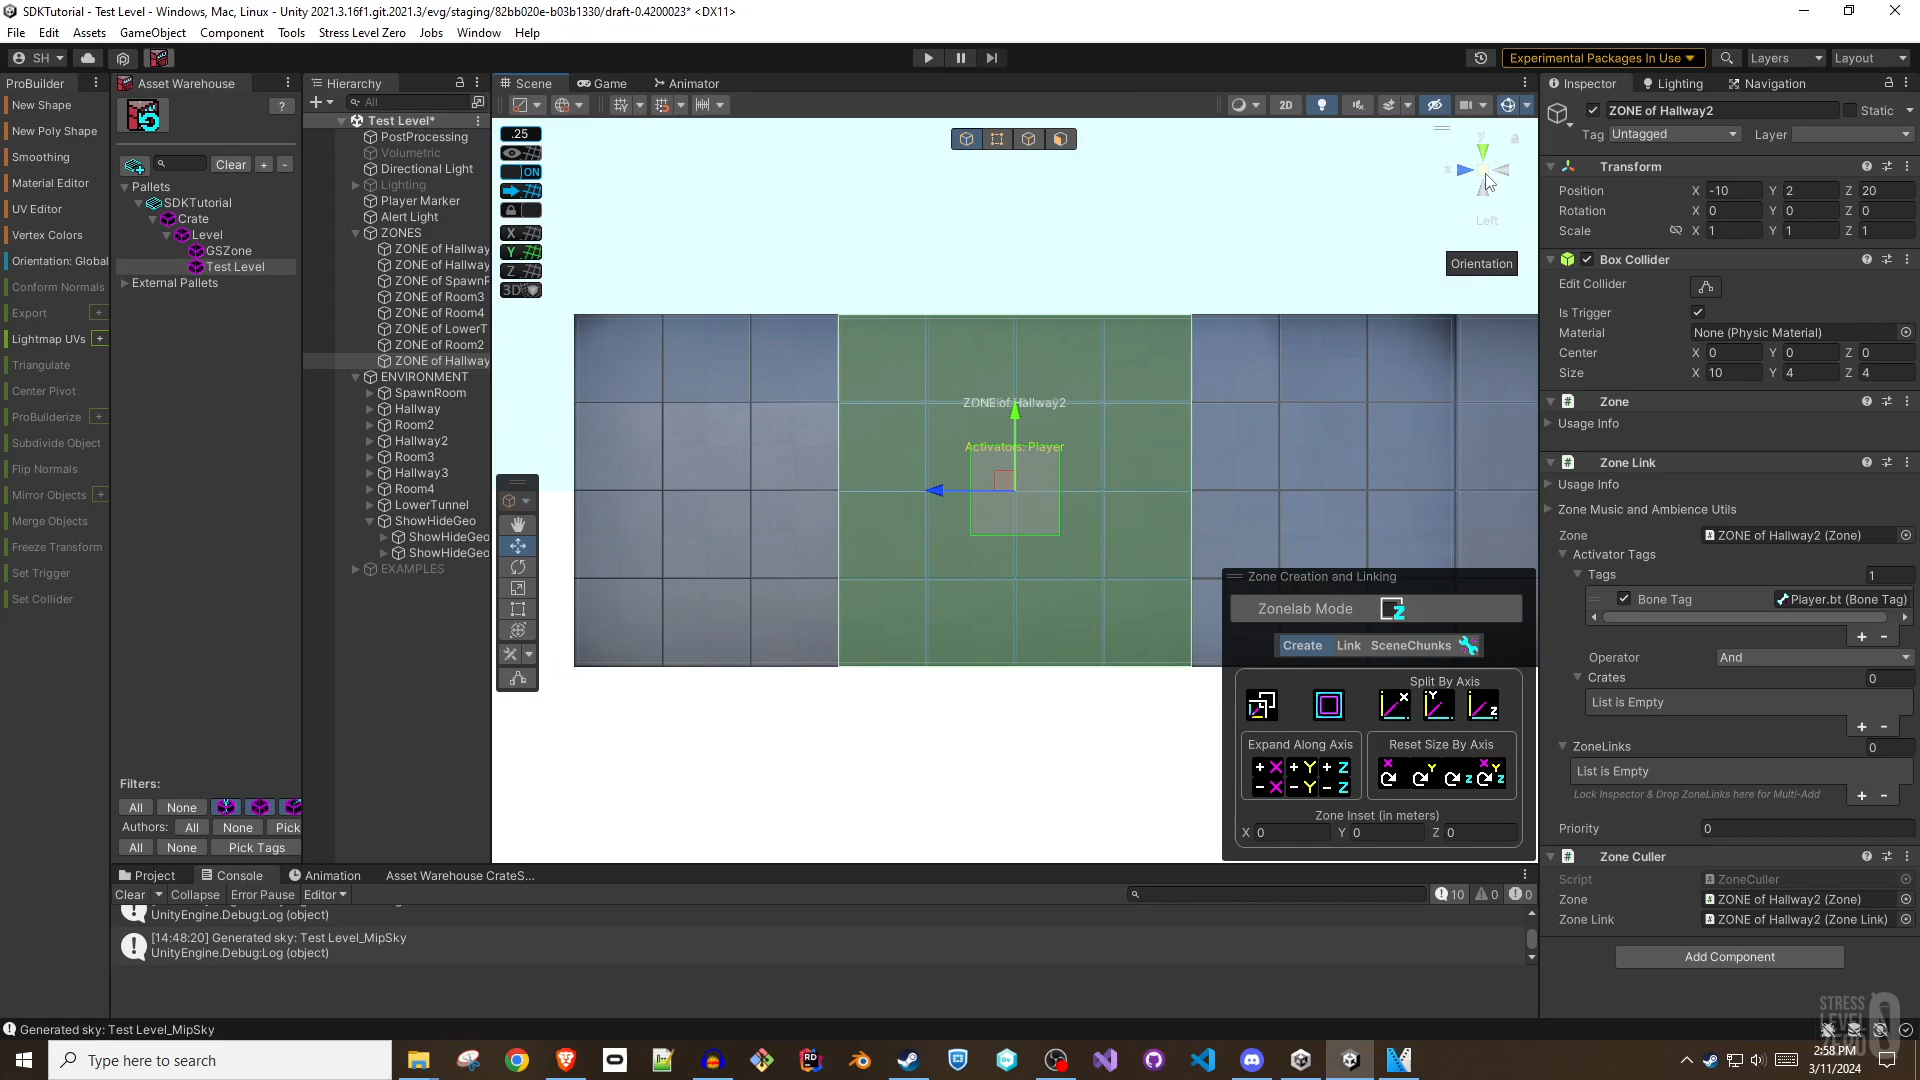 SDKTutorial - Test Level - Windows, Mac, Linux - Unity 2021.3.16f1.git.2021.3/evg/staging/82bb020e-b03b1330/draft-0.4200023* <DX11>
File Edit Assets GameObject Component Tools Stress Level Zero Jobs Window Help
SH Experimental Packages In Use Layers Layout
ProBuilder Asset Warehouse Hierarchy Scene Game Animator Inspector Lighting Navigation
New Shape
New Poly Shape
Smoothing
Material Editor
UV Editor
Vertex Colors
Orientation: Global
Conform Normals
Export +
Lightmap UVs +
Triangulate
Center Pivot
ProBuilderize +
Subdivide Object
Flip Normals
Mirror Objects +
Merge Objects
Freeze Transform
Set Trigger
Set Collider
?
Clear + -
Pallets
SDKTutorial
Crate
Level
GSZone
Test Level
External Pallets
Filters:
All None
Authors: All None Pick
All None Pick Tags
+ All
Test Level*
PostProcessing
Volumetric
Directional Light
Lighting
Player Marker
Alert Light
ZONES
ZONE of Hallway
ZONE of Hallway
ZONE of SpawnR
ZONE of Room3
ZONE of Room4
ZONE of LowerT
ZONE of Room2
ZONE of Hallway
ENVIRONMENT
SpawnRoom
Hallway
Room2
Hallway2
Room3
Hallway3
Room4
LowerTunnel
ShowHideGeo
ShowHideGeo
ShowHideGeo
EXAMPLES
2D
.25
ON
X
Y
Z
3D
y
x
Left
Orientation
ZONE of Hallway2
Activators: Player
Zone Creation and Linking
Zonelab Mode
Create Link SceneChunks
Split By Axis
X Y Z
Expand Along Axis Reset Size By Axis
+ X + Y + Z
- X - Y - Z
X Y Z X Y Z
Zone Inset (in meters)
X 0 Y 0 Z 0
ZONE of Hallway2 Static
Tag Untagged Layer
Transform
Position X -10 Y 2 Z 20
Rotation X 0 Y 0 Z 0
Scale X 1 Y 1 Z 1
Box Collider
Edit Collider
Is Trigger
Material None (Physic Material)
Center X 0 Y 0 Z 0
Size X 10 Y 4 Z 4
Zone
Usage Info
Zone Link
Usage Info
Zone Music and Ambience Utils
Zone ZONE of Hallway2 (Zone)
Activator Tags
Tags 1
Bone Tag Player.bt (Bone Tag)
+ -
Operator And
Crates 0
List is Empty
+ -
ZoneLinks 0
List is Empty
Lock Inspector & Drop ZoneLinks here for Multi-Add + -
Priority 0
Zone Culler
Script ZoneCuller
Zone ZONE of Hallway2 (Zone)
Zone Link ZONE of Hallway2 (Zone Link)
Add Component
Project Console Animation Asset Warehouse CrateS...
Clear Collapse Error Pause Editor 10 0 0
UnityEngine.Debug:Log (object)
[14:48:20] Generated sky: Test Level_MipSky
UnityEngine.Debug:Log (object)
Generated sky: Test Level_MipSky
STRESS
LEVEL
ZERO
Type here to search
2:58 PM
3/11/2024